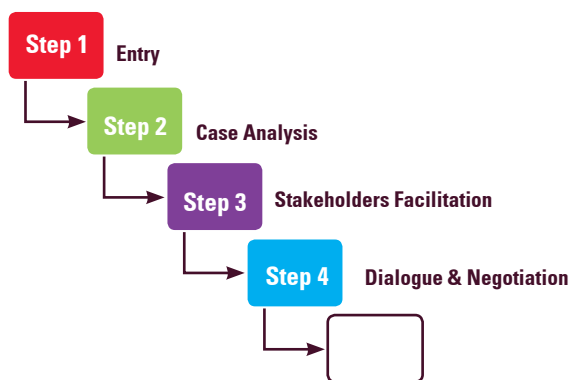 Step 1
Entry
Step 2
Case Analysis
Step 3
Stakeholders Facilitation
Step 4
Dialogue & Negotiation